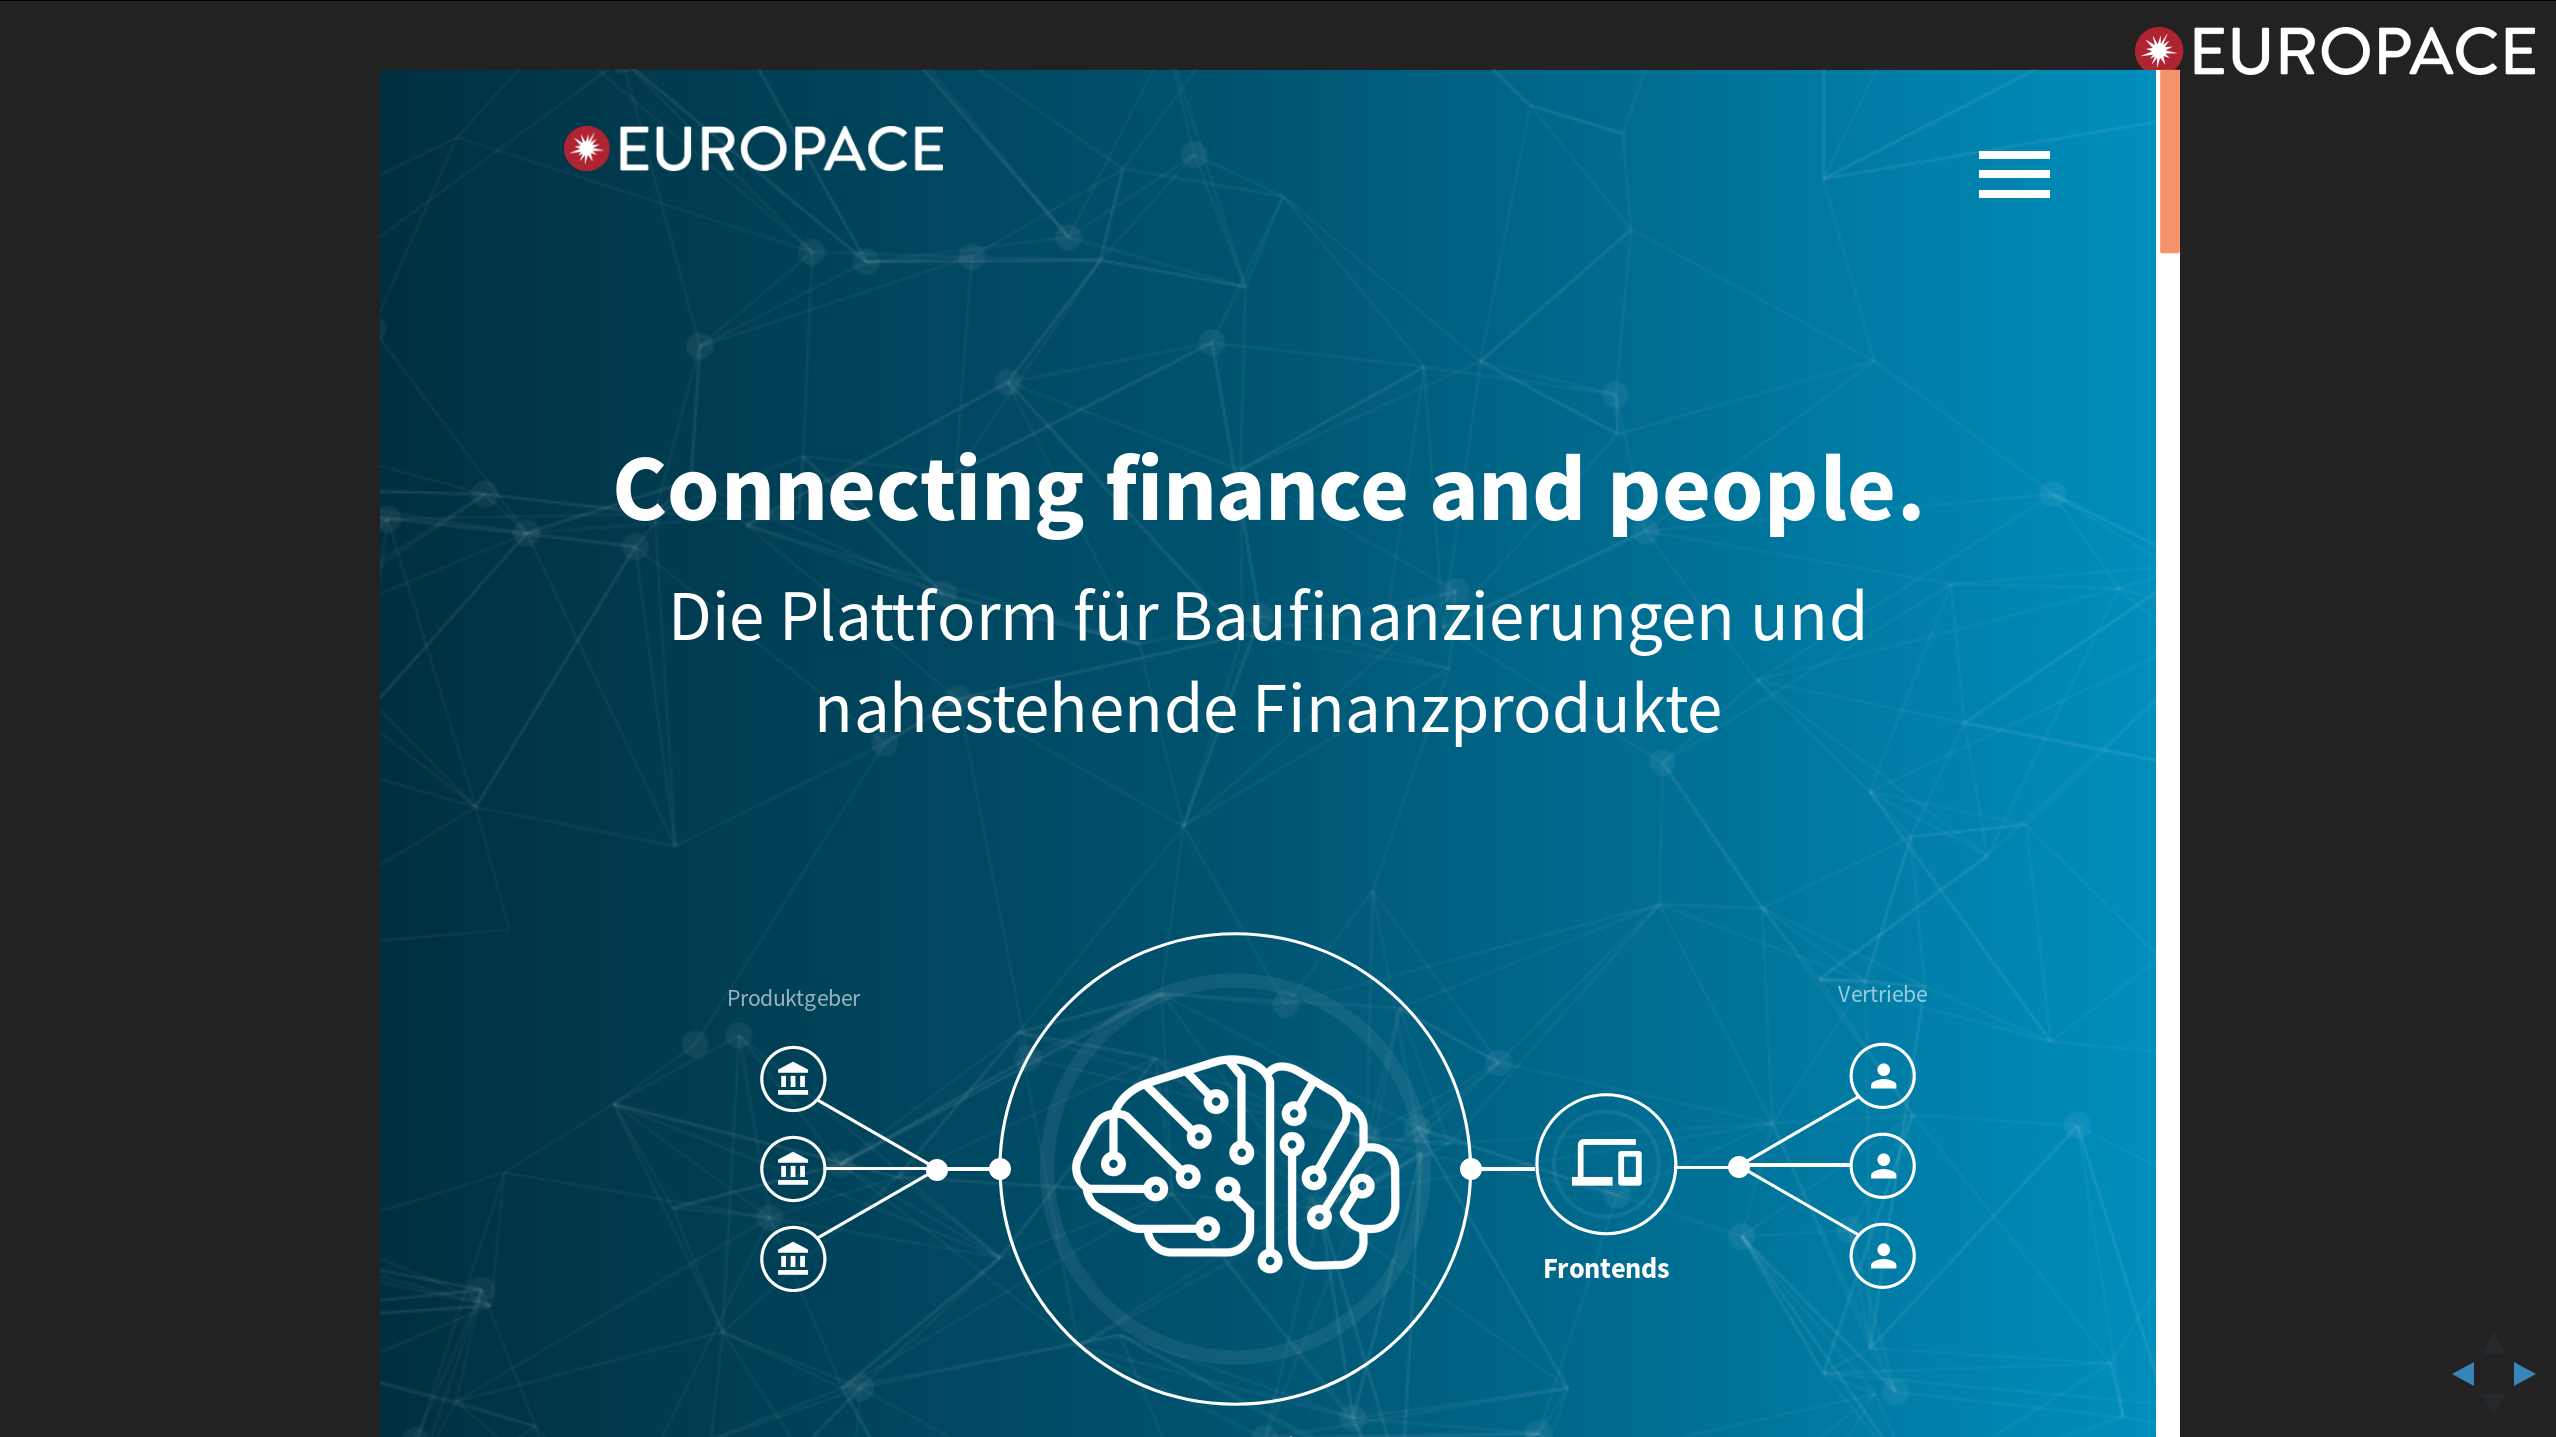 EUROPACE
EUROPACE
Connecting finance and people.
Die Plattform für Baufinanzierungen und
nahestehende Finanzprodukte
Produktgeber
Vertriebe
Frontends